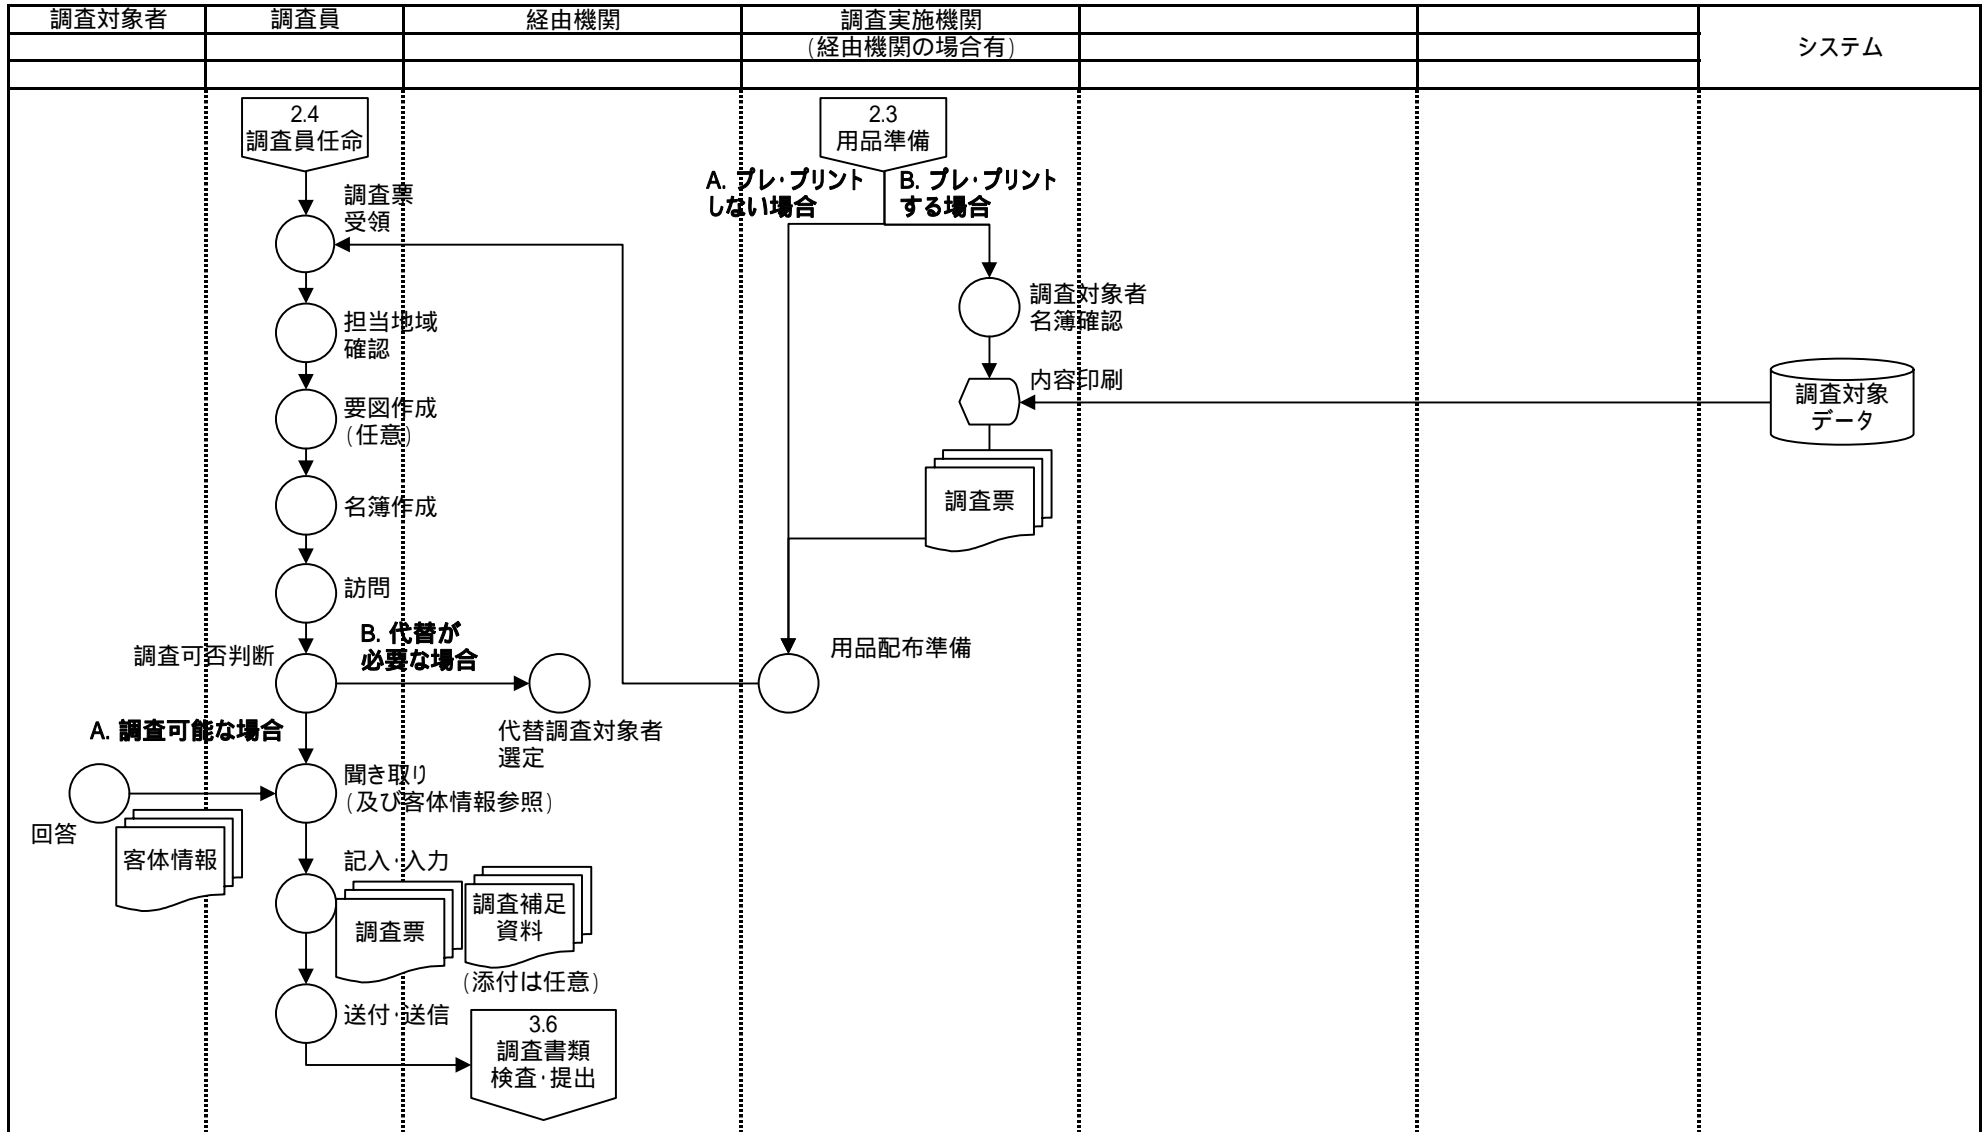 調査対象者
調査員
経由機関
調査実施機関
(経由機関の場合有)
システム
2.4
調査員任命
2.3
用品準備
A. プレ・プリント
しない場合
B. プレ・プリント
する場合
調査票
受領
調査対象者
名簿確認
担当地域
確認
内容印刷
調査対象
データ
要図作成
(任意)
調査票
名簿作成
訪問
B. 代替が
必要な場合
調査可否判断
用品配布準備
代替調査対象者
選定
A. 調査可能な場合
聞き取り
(及び客体情報参照)
回答
客体情報
記入・入力
調査票
調査補足
資料
(添付は任意)
送付・送信
3.6
調査書類
検査・提出